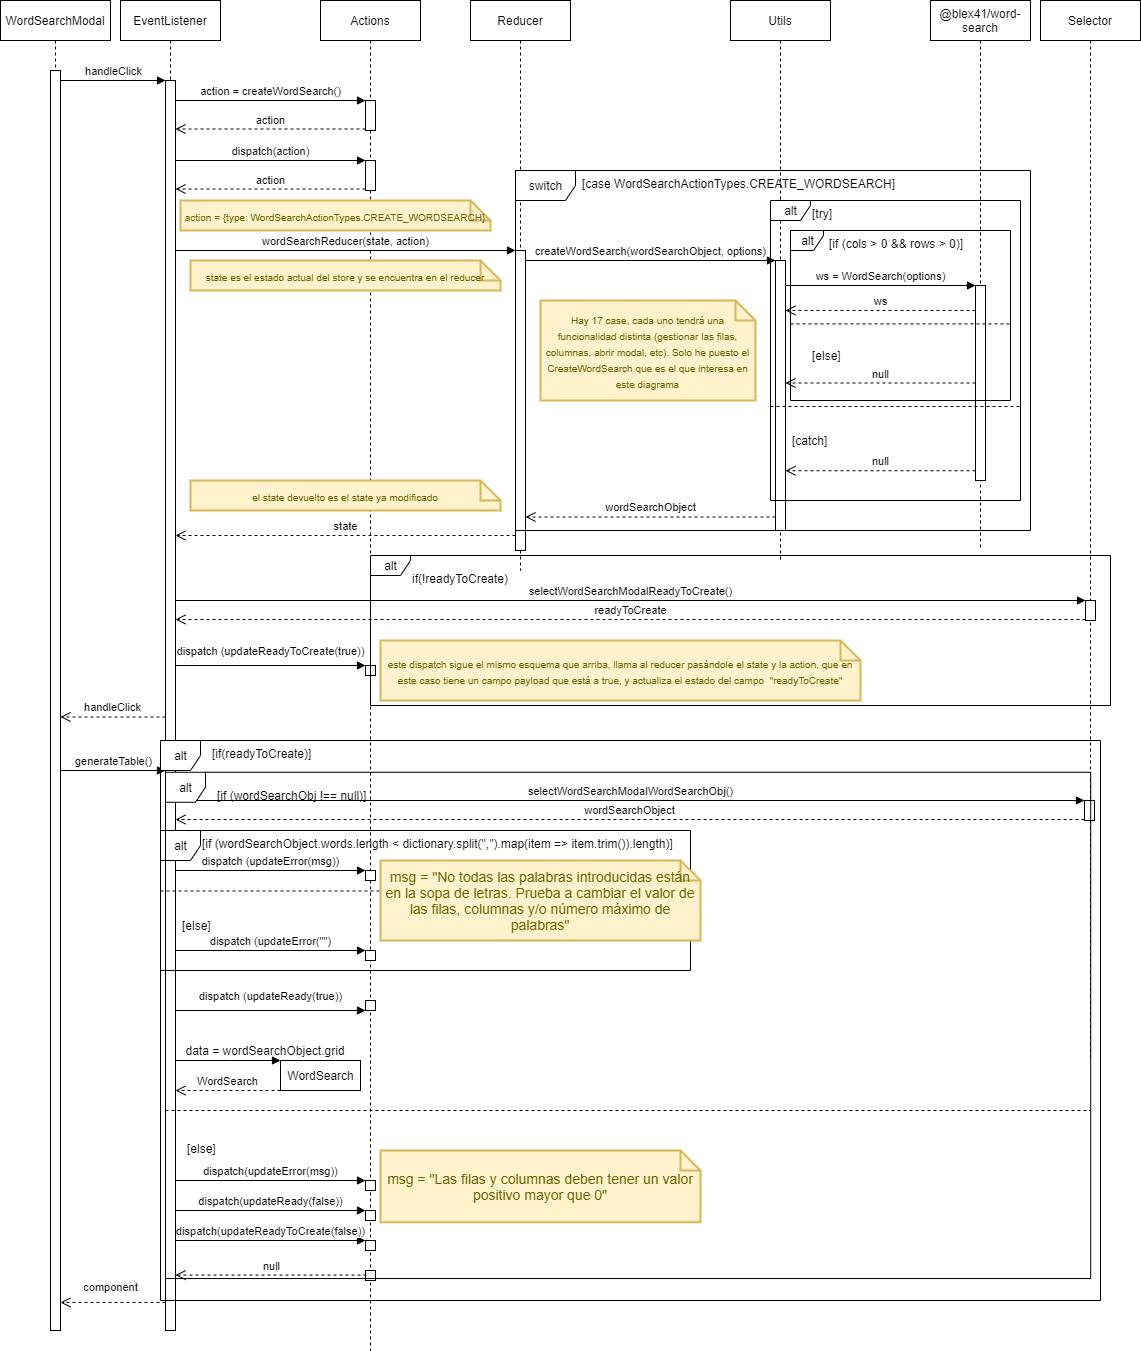 WordSearchModal
EventListener
Actions
Reducer
Utils
@blex41/word-
search
Selector
handleClick
action = createWordSearch()
action
dispatch(action)
action
switch
[case WordSearchActionTypes.CREATE_WORDSEARCH]
alt
[try]
action = {type: WordSearchActionTypes.CREATE_WORDSEARCH}
wordSearchReducer(state, action)
alt
[if (cols > 0 && rows > 0)]
createWordSearch(wordSearchObject, options)
state es el estado actual del store y se encuentra en el reducer
ws = WordSearch(options)
ws
Hay 17 case, cada uno tendrá una
funcionalidad distinta (gestionar las filas,
columnas, abrir modal, etc). Solo he puesto el
CreateWordSearch que es el que interesa en
este diagrama
[else]
null
[catch]
null
el state devuelto es el state ya modificado
wordSearchObject
state
alt
if(!readyToCreate)
selectWordSearchModalReadyToCreate()
readyToCreate
dispatch (updateReadyToCreate(true))
este dispatch sigue el mismo esquema que arriba, llama al reducer pasándole el state y la action, que en
este caso tiene un campo payload que está a true, y actualiza el estado del campo "readyToCreate"
handleClick
alt
[if(readyToCreate)]
generateTable()
alt
[if (wordSearchObj !== null)]
selectWordSearchModalWordSearchObj()
wordSearchObject
alt
[if (wordSearchObject.words.length < dictionary.split(",").map(item => item.trim()).length)]
dispatch (updateError(msg))
msg = "No todas las palabras introducidas están
en la sopa de letras. Prueba a cambiar el valor de
las filas, columnas y/o número máximo de
palabras"
[else]
dispatch (updateError("")
dispatch (updateReady(true))
data = wordSearchObject.grid
WordSearch
WordSearch
[else]
dispatch(updateError(msg))
msg = "Las filas y columnas deben tener un valor
positivo mayor que 0"
dispatch(updateReady(false))
dispatch(updateReadyToCreate(false))
null
component